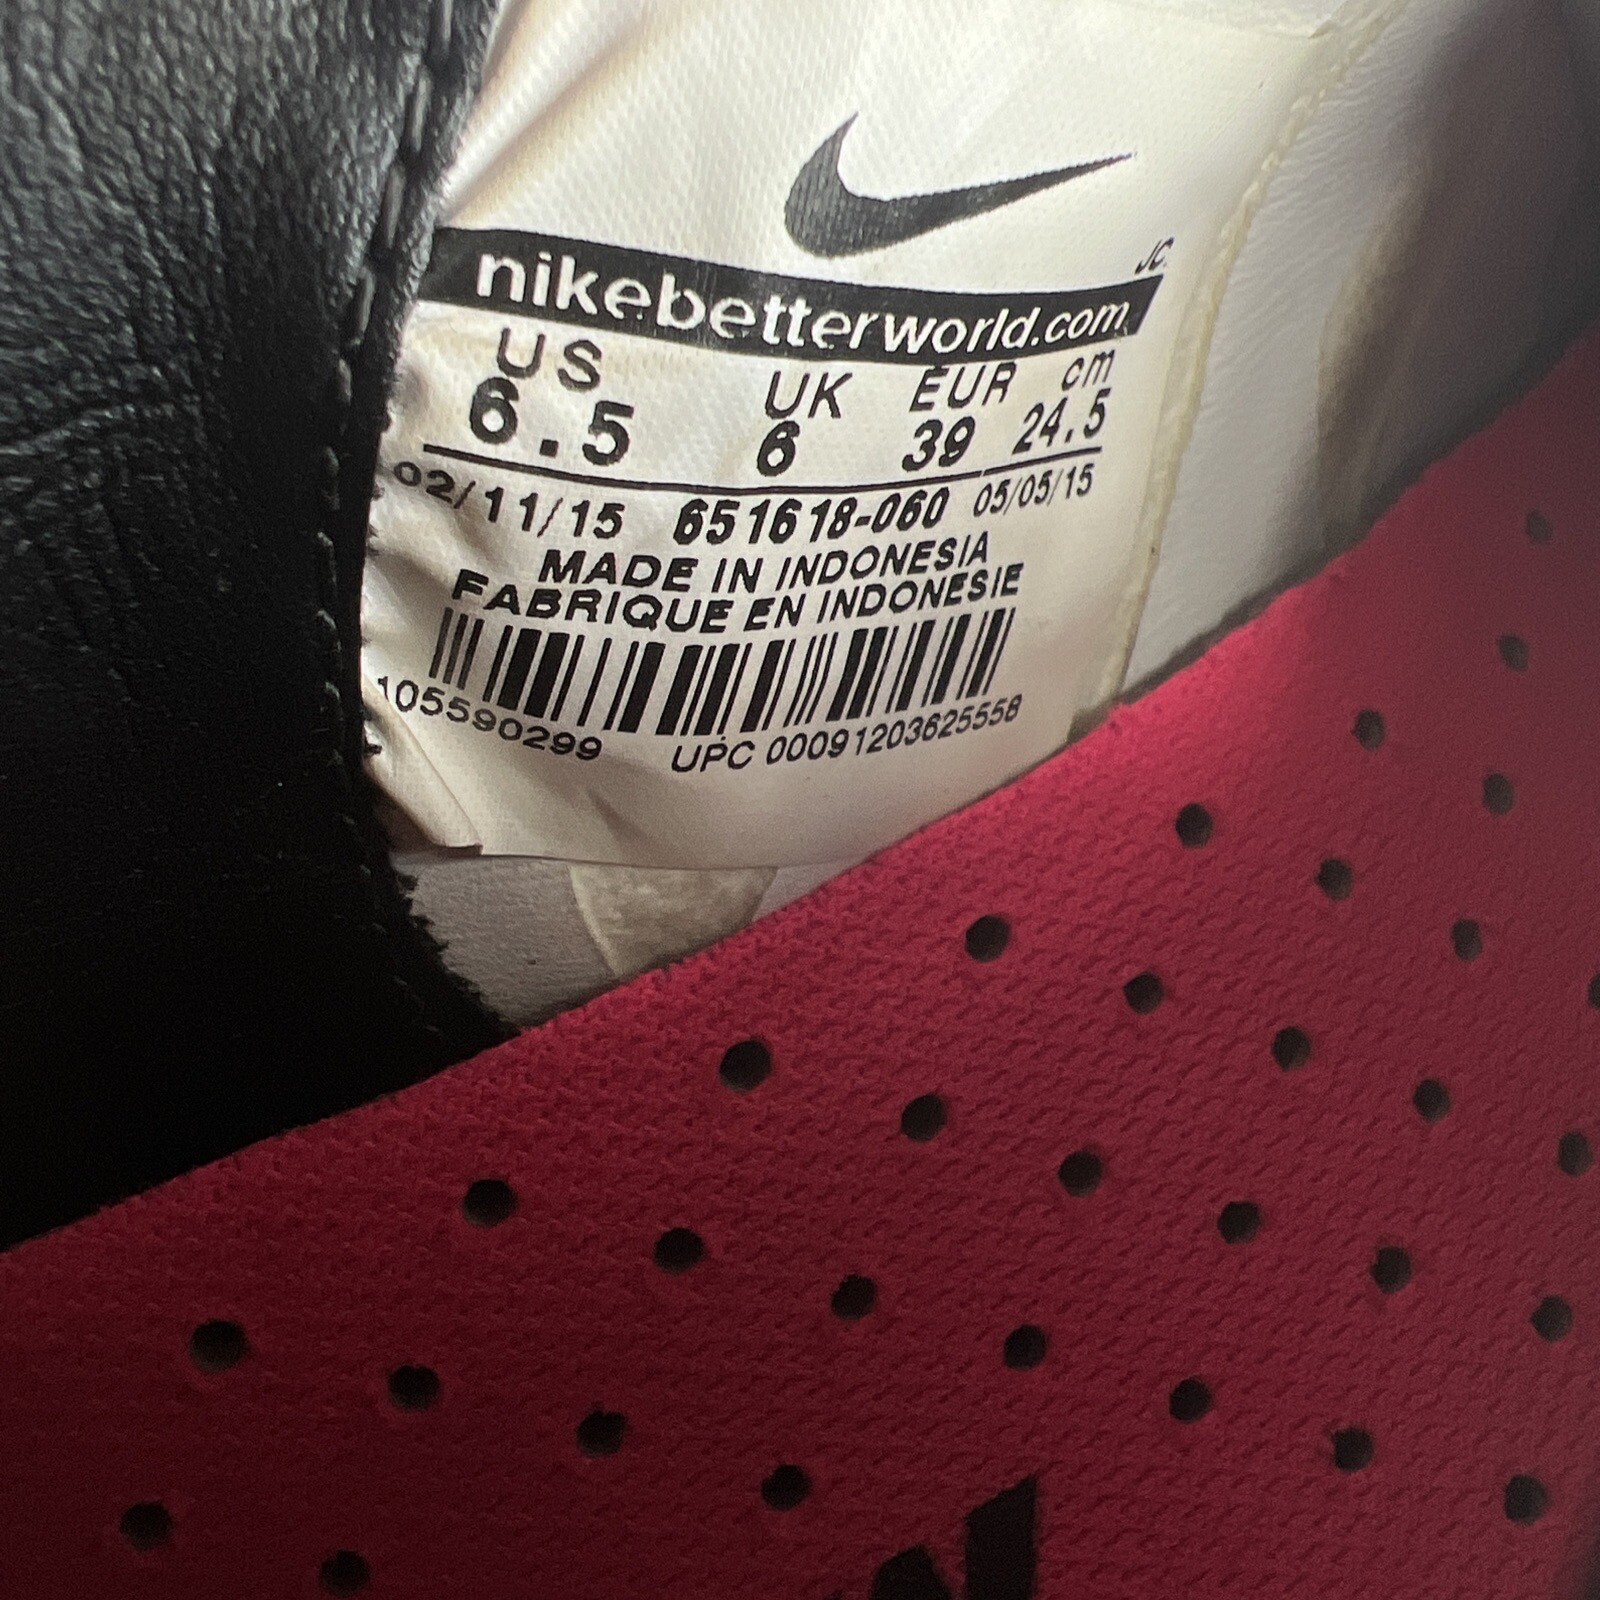 JC.
nikebetterworld.com
US UK EUR cm
6.5 6 39 24.5
02/11/15 651618-060 05/05/15
MADE IN INDONESIA
FABRIQUE EN INDONESIE
105590299 UPC 00091203625558